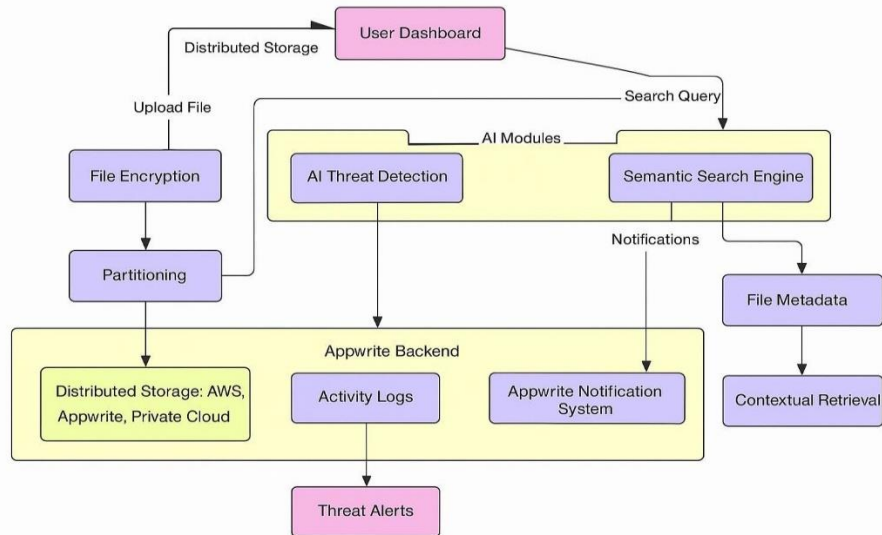 User Dashboard
Distributed Storage
Search Query
Upload File
AI Modules
File Encryption
AI Threat Detection
Semantic Search Engine
Notifications
Partitioning
File Metadata
Appwrite Backend
Distributed Storage: AWS,
Appwrite, Private Cloud
Activity Logs
Appwrite Notification
System
Contextual Retrieval
Threat Alerts